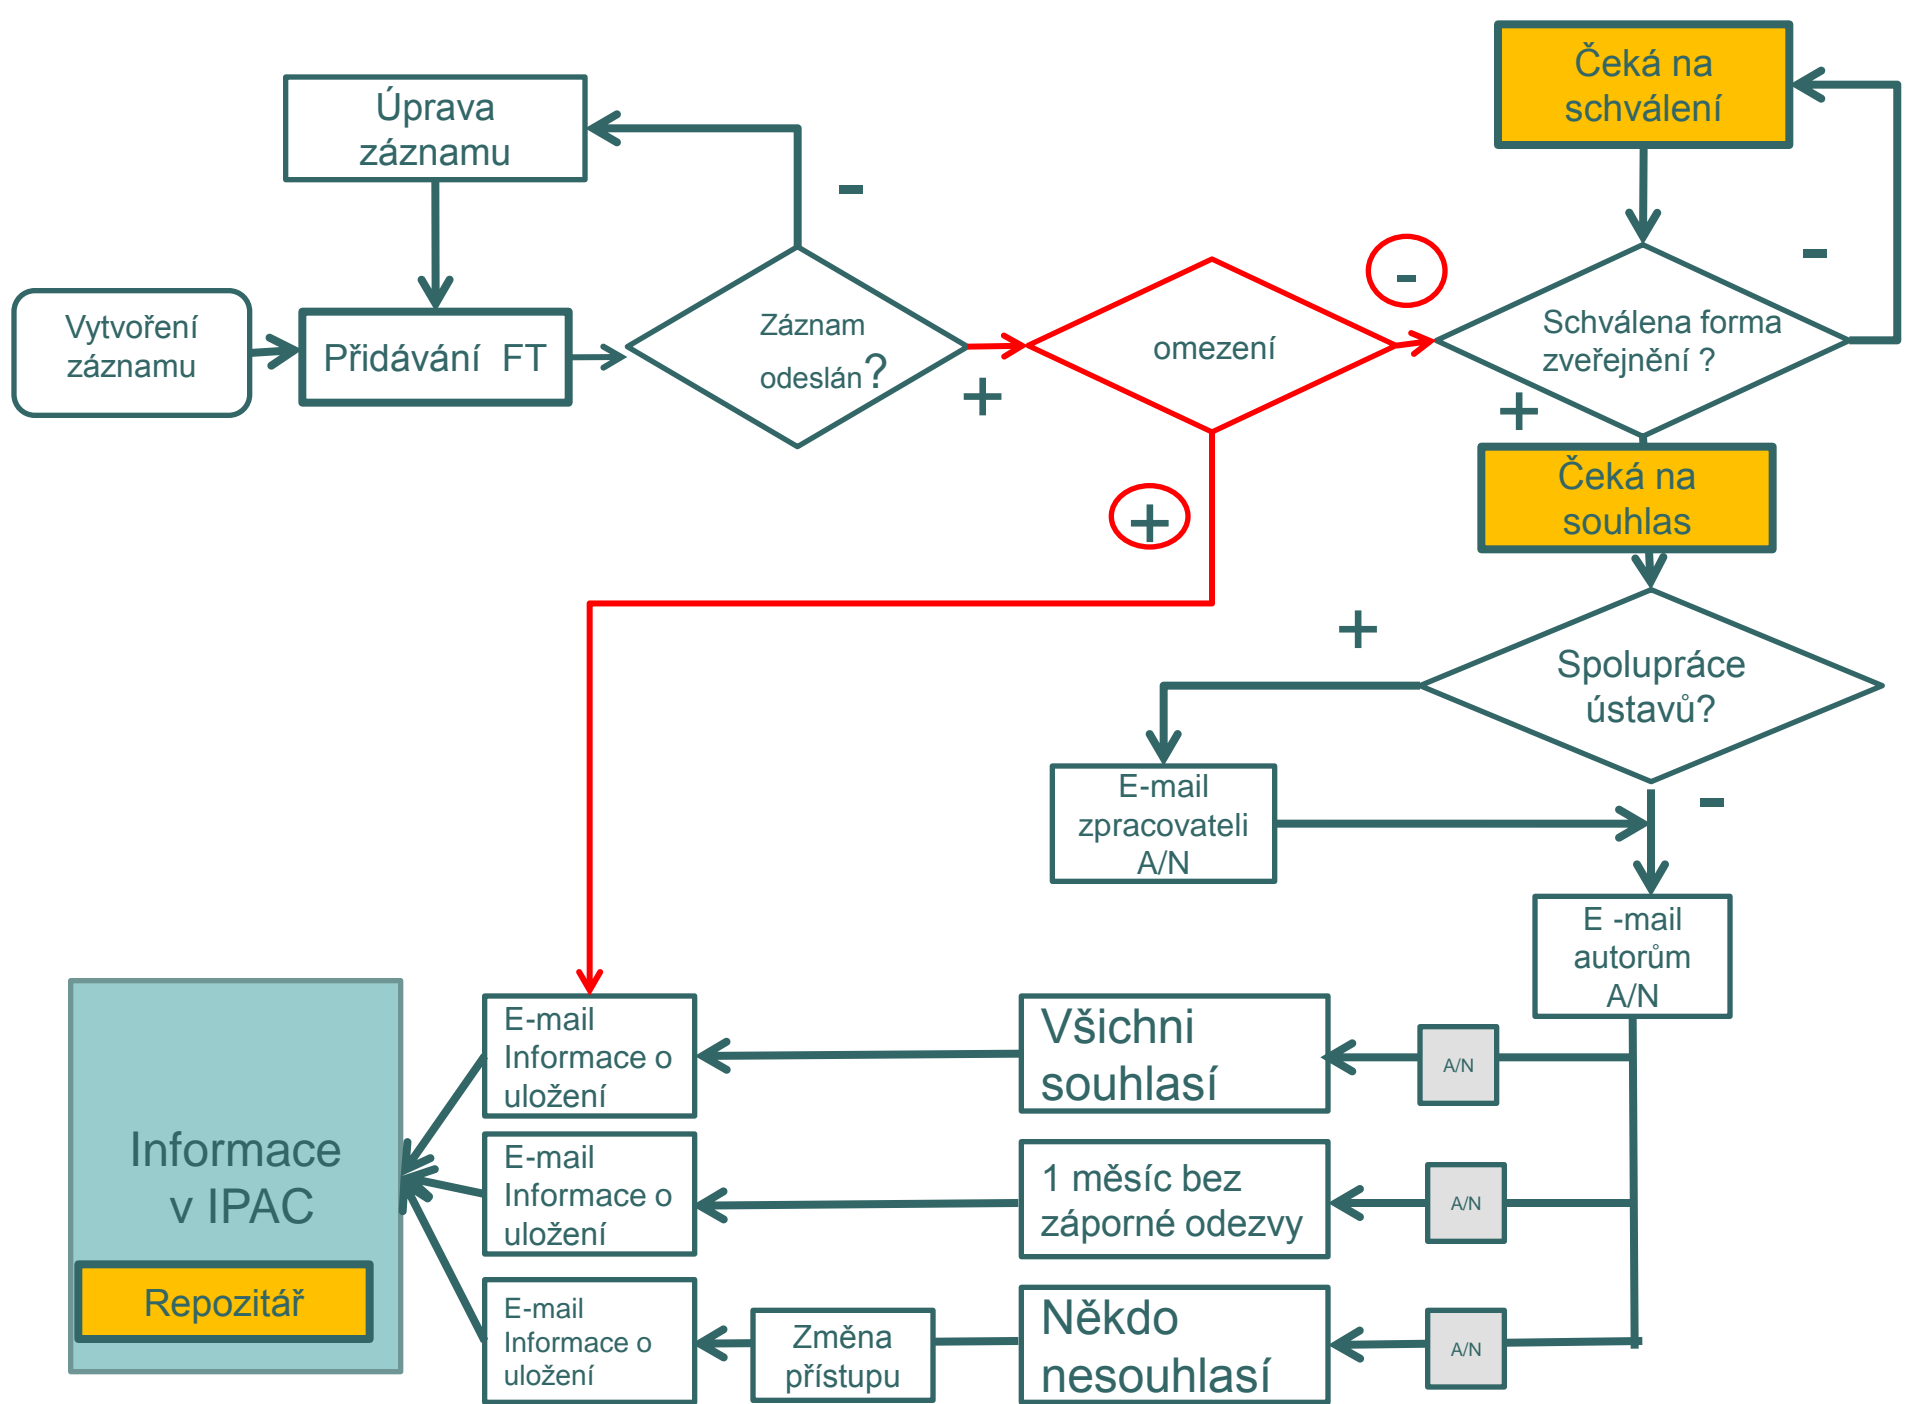 Čeká na
schválení
Úprava
záznamu
-
-
-
Vytvoření
záznamu
Přidávání FT
Záznam
odeslán?
+
omezení
Schválena forma
zveřejnění ?
+
Čeká na
souhlas
+
+
Spolupráce
ústavů?
-
E-mail
zpracovateli
A/N
E -mail
autorům
A/N
E-mail
Informace o
uložení
Všichni
souhlasí
A/N
E-mail
Informace o
uložení
1 měsíc bez
záporné odezvy
A/N
Informace
v IPAC
Repozitář
E-mail
Informace o
uložení
Změna
přístupu
Někdo
nesouhlasí
A/N